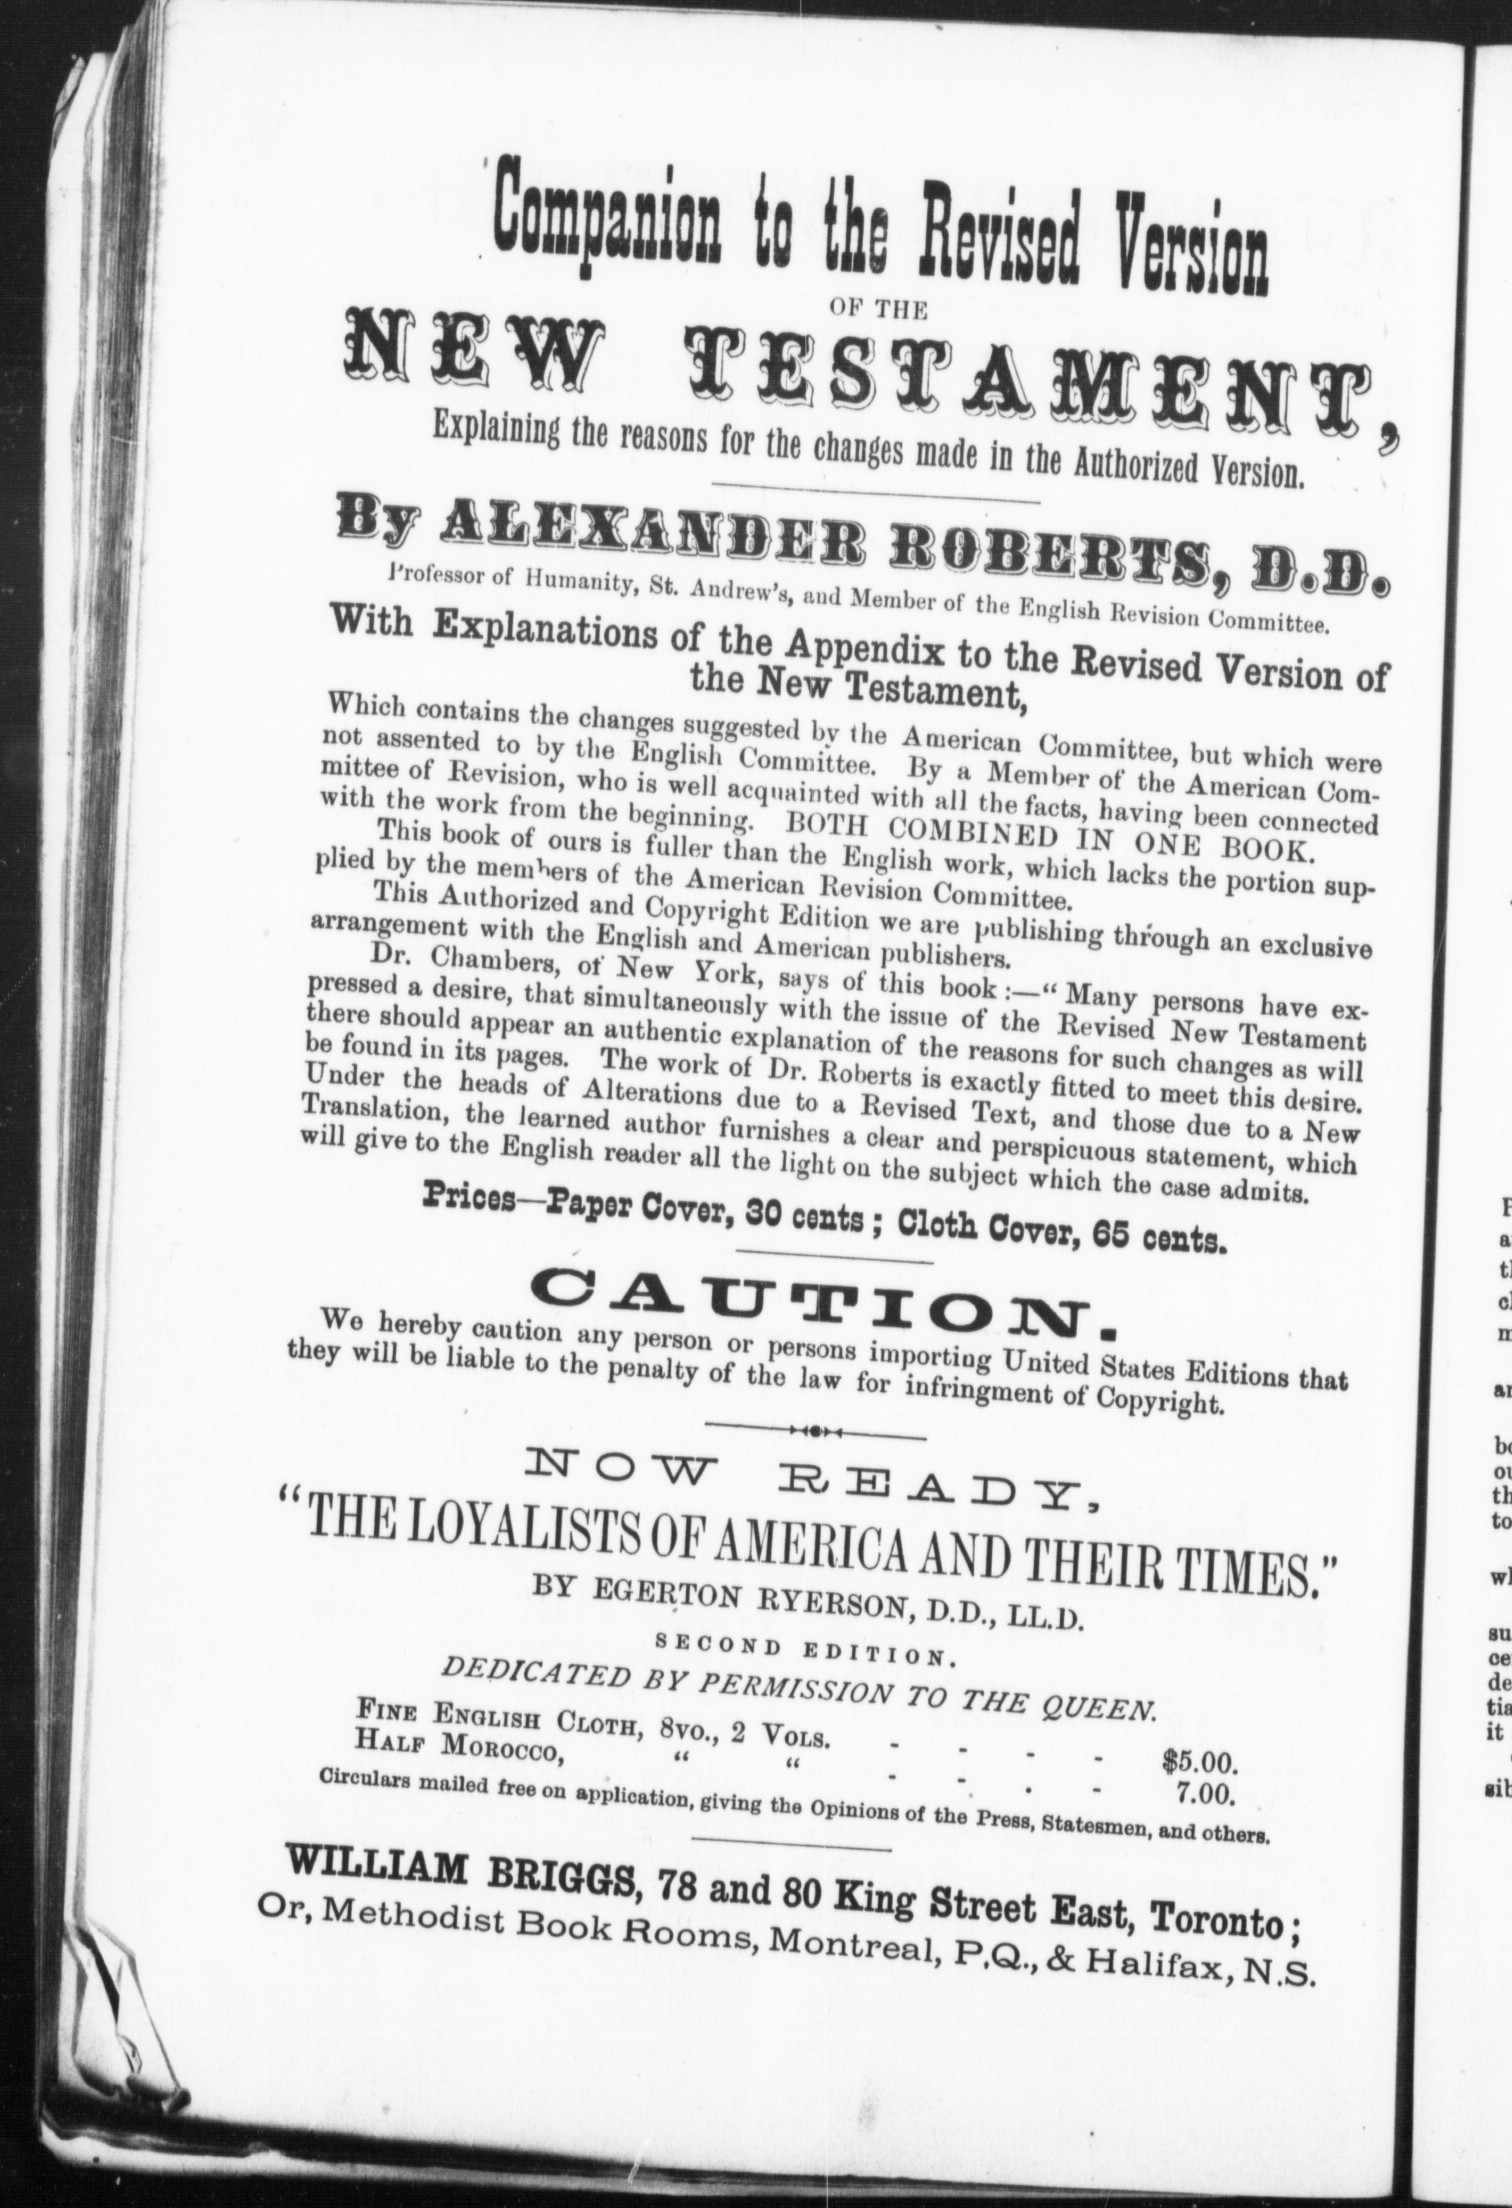 Companion to the Revised Version
OF THE
NEW TESTAMENT,
Explaining the reasons for the changes made in the Authorized Version.
By ALEXANDER ROBERTS, D.D.
Professor of Humanity, St. Andrew's, and Member of the English Revision Committee.
With Explanations of the Appendix to the Revised Version of
the New Testament,
Which contains the changes suggested by the American Committee, but which were
not assented to by the English Committee. By a Member of the American Com-
mittee of Revision, who is well acquainted with all the facts, having been connected
with the work from the beginning. BOTH COMBINED IN ONE BOOK.
This book of ours is fuller than the English work, which lacks the portion sup-
plied by the members of the American Revision Committee.
This Authorized and Copyright Edition we are publishing through an exclusive
arrangement with the English and American publishers.
Dr. Chambers, of New York, says of this book:—"Many persons have ex-
pressed a desire, that simultaneously with the issue of the Revised New Testament
there should appear an authentic explanation of the reasons for such changes as will
be found in its pages. The work of Dr. Roberts is exactly fitted to meet this desire.
Under the heads of Alterations due to a Revised Text, and those due to a New
Translation, the learned author furnishes a clear and perspicuous statement, which
will give to the English reader all the light on the subject which the case admits.
Prices—Paper Cover, 30 cents; Cloth Cover, 65 cents.
CAUTION.
We hereby caution any person or persons importing United States Editions that
they will be liable to the penalty of the law for infringment of Copyright.
NOW READY,
"THE LOYALISTS OF AMERICA AND THEIR TIMES."
BY EGERTON RYERSON, D.D., LL.D.
SECOND EDITION.
DEDICATED BY PERMISSION TO THE QUEEN.
FINE ENGLISH CLOTH, 8VO., 2 VOLS. - - - - $5.00.
HALF MOROCCO, " " - - . - 7.00.
Circulars mailed free on application, giving the Opinions of the Press, Statesmen, and others.
WILLIAM BRIGGS, 78 and 80 King Street East, Toronto;
Or, Methodist Book Rooms, Montreal, P.Q., & Halifax, N.S.